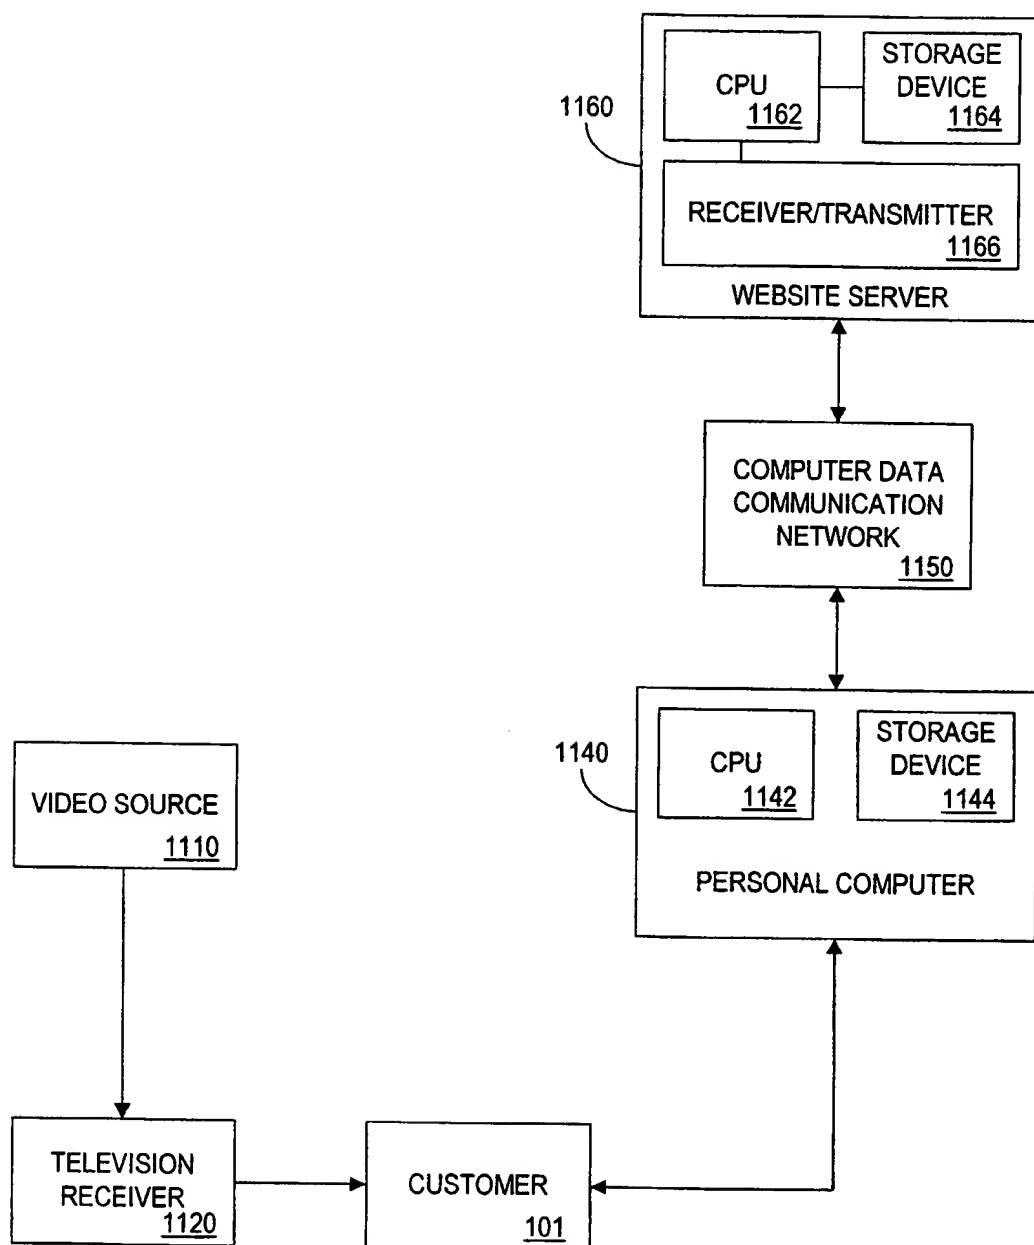 CPU
1162
STORAGE
DEVICE
1164
1160
RECEIVER/TRANSMITTER
1166
WEBSITE SERVER
COMPUTER DATA
COMMUNICATION
NETWORK
1150
1140
CPU
1142
STORAGE
DEVICE
1144
PERSONAL COMPUTER
VIDEO SOURCE
1110
TELEVISION
RECEIVER
1120
CUSTOMER
101